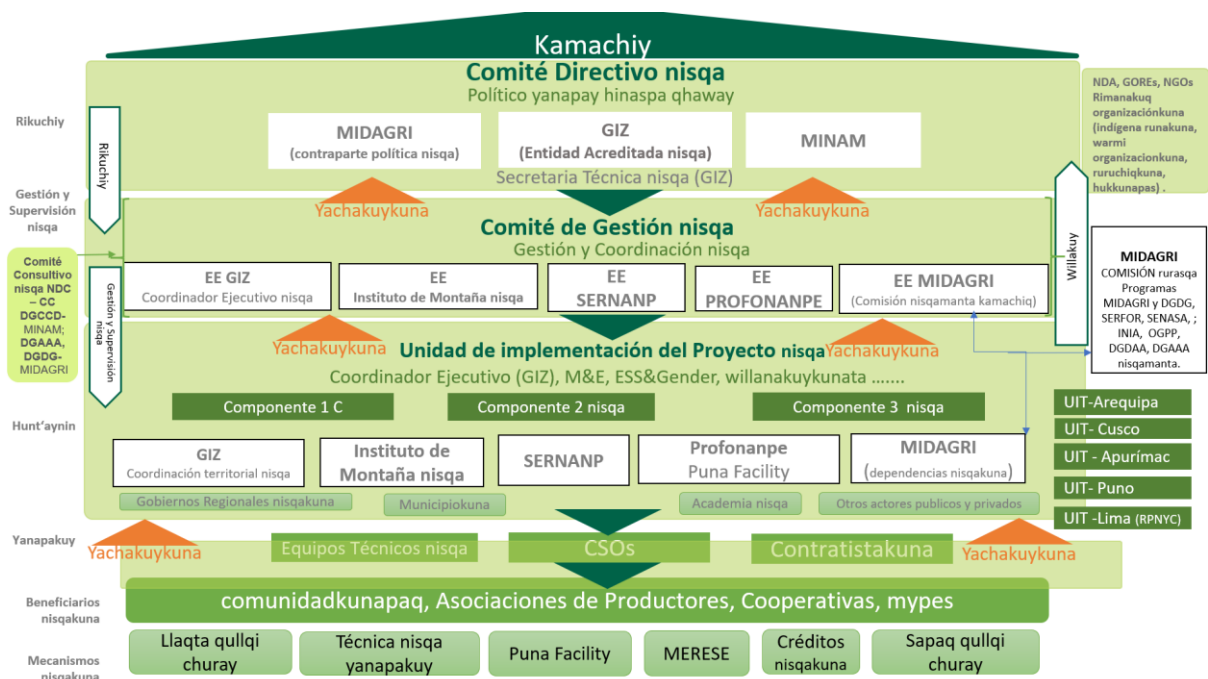 Kamachiy
Comité Directivo nisqa
Político yanapay hinaspa qhaway
Rikuchiy
Rikuchiy
MIDAGRI
(contraparte política nisqa)
GIZ
(Entidad Acreditada nisqa)
MINAM
Secretaria Técnica nisqa (GIZ)
NDA, GOREs, NGOs
Rimanakuq
organizaciónkuna
(indígena runakuna,
warmi
organizacionkuna,
ruruchiqkuna,
hukkunapas) .
Yachakuykuna
Yachakuykuna
Gestión y
Supervisión
nisqa
Comité de Gestión nisqa
Gestión y Coordinación nisqa
Willakuy
Comité
Consultivo
nisqa NDC
– CC
DGCCD-
MINAM;
DGAAA,
DGDG-
MIDAGRI
Gestión y Supervisión
nisqa
EE GIZ
Coordinador Ejecutivo nisqa
EE
Instituto de Montaña nisqa
EE
SERNANP
EE
PROFONANPE
EE MIDAGRI
(Comisión nisqamanta kamachiq)
MIDAGRI
COMISIÓN rurasqa
Programas
MIDAGRI y DGDG,
SERFOR, SENASA, ;
INIA, OGPP,
DGDAA, DGAAA
nisqamanta.
Yachakuykuna
Yachakuykuna
Unidad de implementación del Proyecto nisqa
Coordinador Ejecutivo (GIZ), M&E, ESS&Gender, willanakuykunata …....
Componente 1 C
Componente 2 nisqa
Componente 3 nisqa
Hunt'aynin
GIZ
Coordinación territorial nisqa
Instituto de
Montaña nisqa
SERNANP
Profonanpe
Puna Facility
MIDAGRI
(dependencias nisqakuna)
Gobiernos Regionales nisqakuna
Municipiokuna
Academia nisqa
Otros actores publicos y privados
UIT-Arequipa
UIT- Cusco
UIT - Apurímac
UIT- Puno
UIT -Lima (RPNYC)
Yanapakuy
Yachakuykuna
Equipos Técnicos nisqa
CSOs
Contratistakuna
Yachakuykuna
Beneficiarios
nisqakuna
comunidadkunapaq, Asociaciones de Productores, Cooperativas, mypes
Mecanismos
nisqakuna
Llaqta qullqi
churay
Técnica nisqa
yanapakuy
Puna Facility
MERESE
Créditos
nisqakuna
Sapaq qullqi
churay